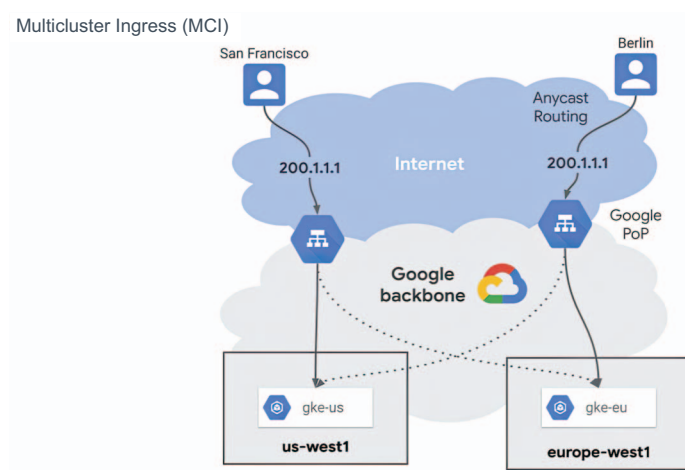 Multicluster Ingress (MCI)
San Francisco
Berlin
Anycast
Routing
200.1.1.1
Internet
200.1.1.1
Google
PoP
Google
backbone
gke-us
gke-eu
us-west1
europe-west1